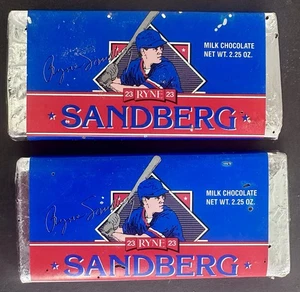 MILK CHOCOLATE
NET WT. 2.25 OZ.
23 RYNE 23
SANDBERG
MILK CHOCOLATE
NET WT. 2.25 OZ.
23 RYNE 23
SANDBERG